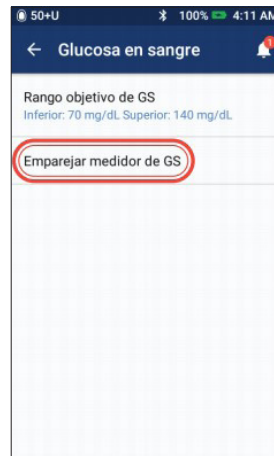 50+U 100% 4:11 AM
Glucosa en sangre 1
Rango objetivo de GS
Inferior: 70 mg/dL Superior: 140 mg/dL
Emparejar medidor de GS